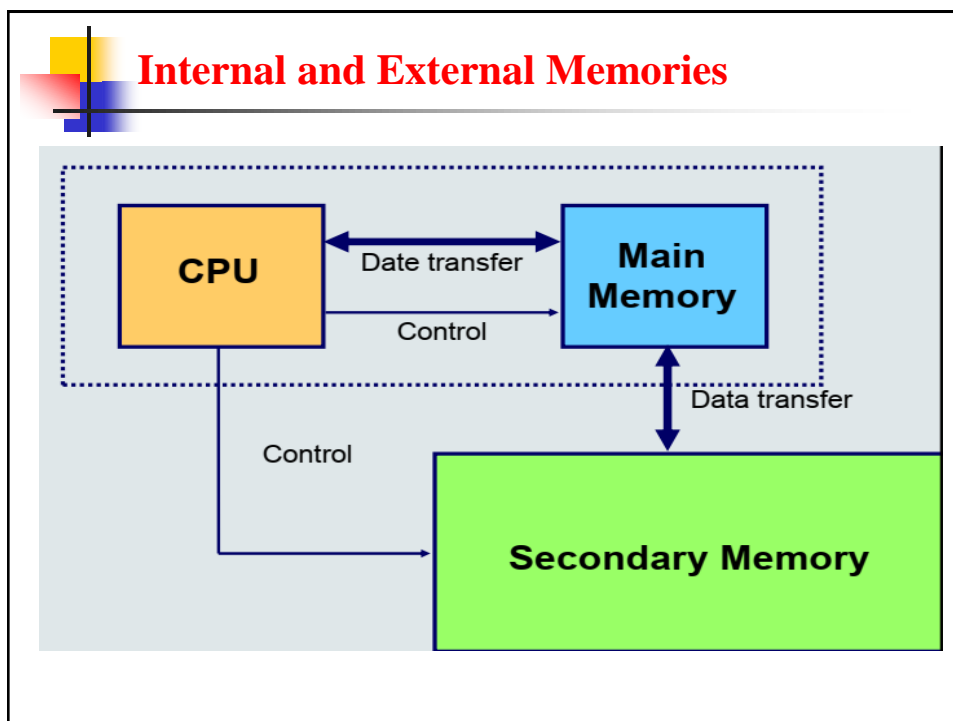 Internal and External Memories
CPU
Date transfer
Control
Main
Memory
Data transfer
Control
Secondary Memory